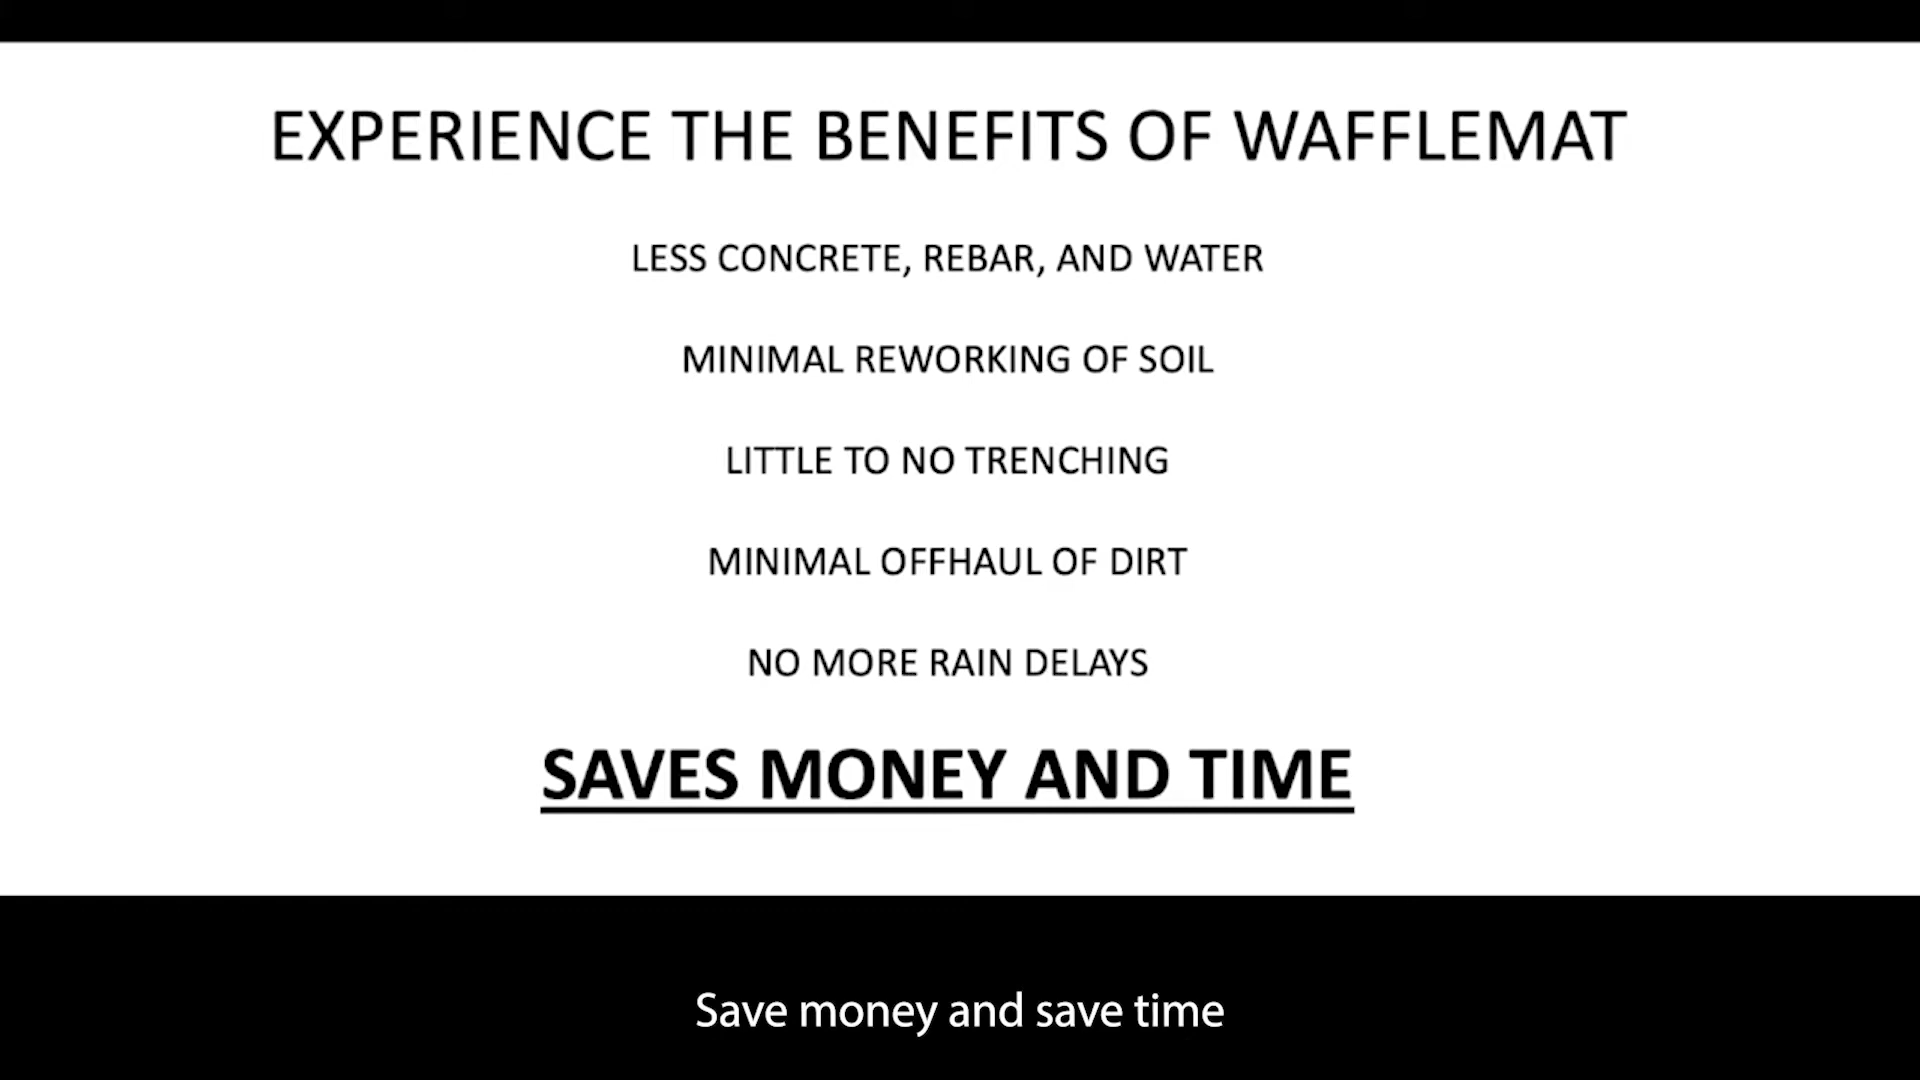 EXPERIENCE THE BENEFITS OF WAFFLEMAT
LESS CONCRETE, REBAR, AND WATER
MINIMAL REWORKING OF SOIL
LITTLE TO NO TRENCHING
MINIMAL OFFHAUL OF DIRT
NO MORE RAIN DELAYS
SAVES MONEY AND TIME
Save money and save time